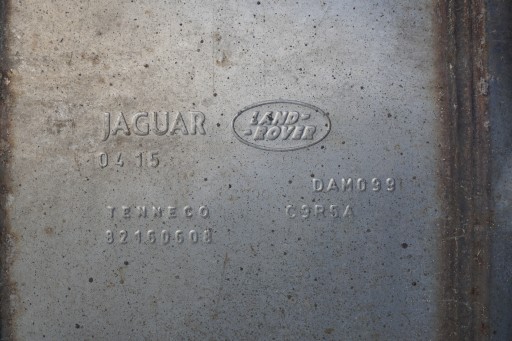 JAGUAR LAND-
-ROVER
0415
DAM099
TENNECO C9R5A
82160608